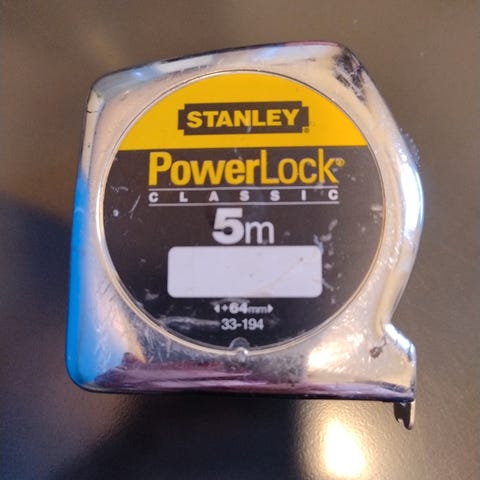 STANLEY®
PowerLock®
CLASSIC
5m
+64mm
33-194